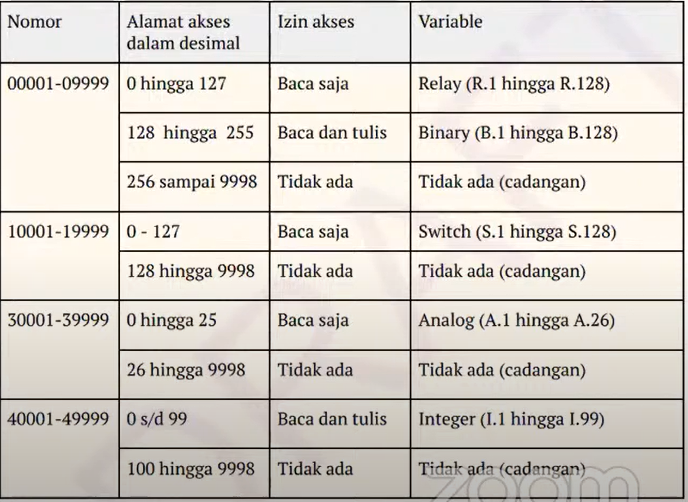 Nomor
Alamat akses
dalam desimal
Izin akses
Variable
00001-09999
0 hingga 127
Baca saja
Relay (R.1 hingga R.128)
128 hingga 255
Baca dan tulis
Binary (B.1 hingga B.128)
256 sampai 9998
Tidak ada
Tidak ada (cadangan)
10001-19999
0 - 127
Baca saja
Switch (S.1 hingga S.128)
128 hingga 9998
Tidak ada
Tidak ada (cadangan)
30001-39999
0 hingga 25
Baca saja
Analog (A.1 hingga A.26)
26 hingga 9998
Tidak ada
Tidak ada (cadangan)
40001-49999
0 s/d 99
Baca dan tulis
Integer (I.1 hingga I.99)
100 hingga 9998
Tidak ada
Tidak ada (cadangan)
zoom